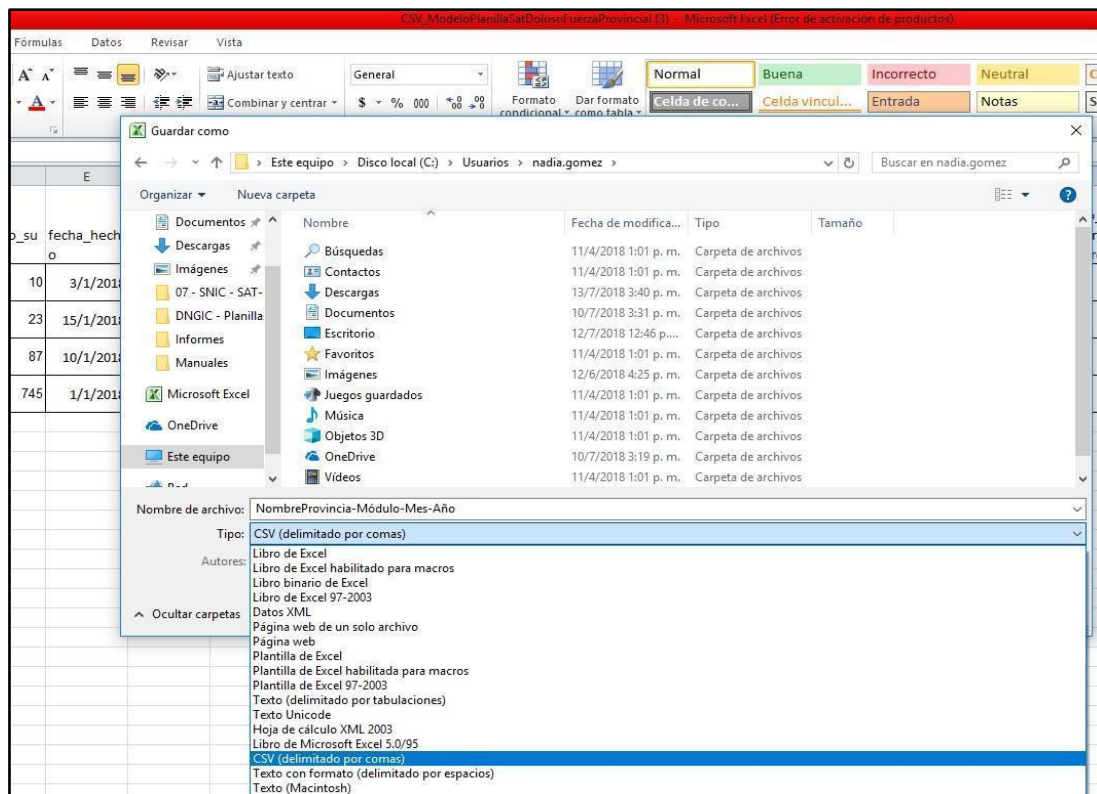 CSV_ModeloPlanillaSatDolosoFuerzaProvincial (3) - Microsoft Excel (Error de activación de productos)
Fórmulas Datos Revisar Vista
Ajustar texto General Normal Buena Incorrecto Neutral
Combinar y centrar $ % 000 Formato condicional Dar formato como tabla Celda de co... Celda vincul... Entrada Notas
Guardar como
Este equipo > Disco local (C:) > Usuarios > nadia.gomez > Buscar en nadia.gomez
Organizar Nueva carpeta
E
o_su fecha_hech
o
10 3/1/201
23 15/1/201
87 10/1/201
745 1/1/201
Documentos
Descargas
Imágenes
07 - SNIC - SAT-
DNGIC - Planilla
Informes
Manuales
Microsoft Excel
OneDrive
Este equipo
Red
Nombre Fecha de modifica... Tipo Tamaño
Búsquedas 11/4/2018 1:01 p. m. Carpeta de archivos
Contactos 11/4/2018 1:01 p. m. Carpeta de archivos
Descargas 13/7/2018 3:40 p. m. Carpeta de archivos
Documentos 10/7/2018 3:31 p. m. Carpeta de archivos
Escritorio 12/7/2018 12:46 p.... Carpeta de archivos
Favoritos 11/4/2018 1:01 p. m. Carpeta de archivos
Imágenes 12/6/2018 4:25 p. m. Carpeta de archivos
Juegos guardados 11/4/2018 1:01 p. m. Carpeta de archivos
Música 11/4/2018 1:01 p. m. Carpeta de archivos
Objetos 3D 11/4/2018 1:01 p. m. Carpeta de archivos
OneDrive 10/7/2018 3:19 p. m. Carpeta de archivos
Vídeos 11/4/2018 1:01 p. m. Carpeta de archivos
Nombre de archivo: NombreProvincia-Módulo-Mes-Año
Tipo: CSV (delimitado por comas)
Autores:
Ocultar carpetas
Libro de Excel
Libro de Excel habilitado para macros
Libro binario de Excel
Libro de Excel 97-2003
Datos XML
Página web de un solo archivo
Página web
Plantilla de Excel
Plantilla de Excel habilitada para macros
Plantilla de Excel 97-2003
Texto (delimitado por tabulaciones)
Texto Unicode
Hoja de cálculo XML 2003
Libro de Microsoft Excel 5.0/95
CSV (delimitado por comas)
Texto con formato (delimitado por espacios)
Texto (Macintosh)